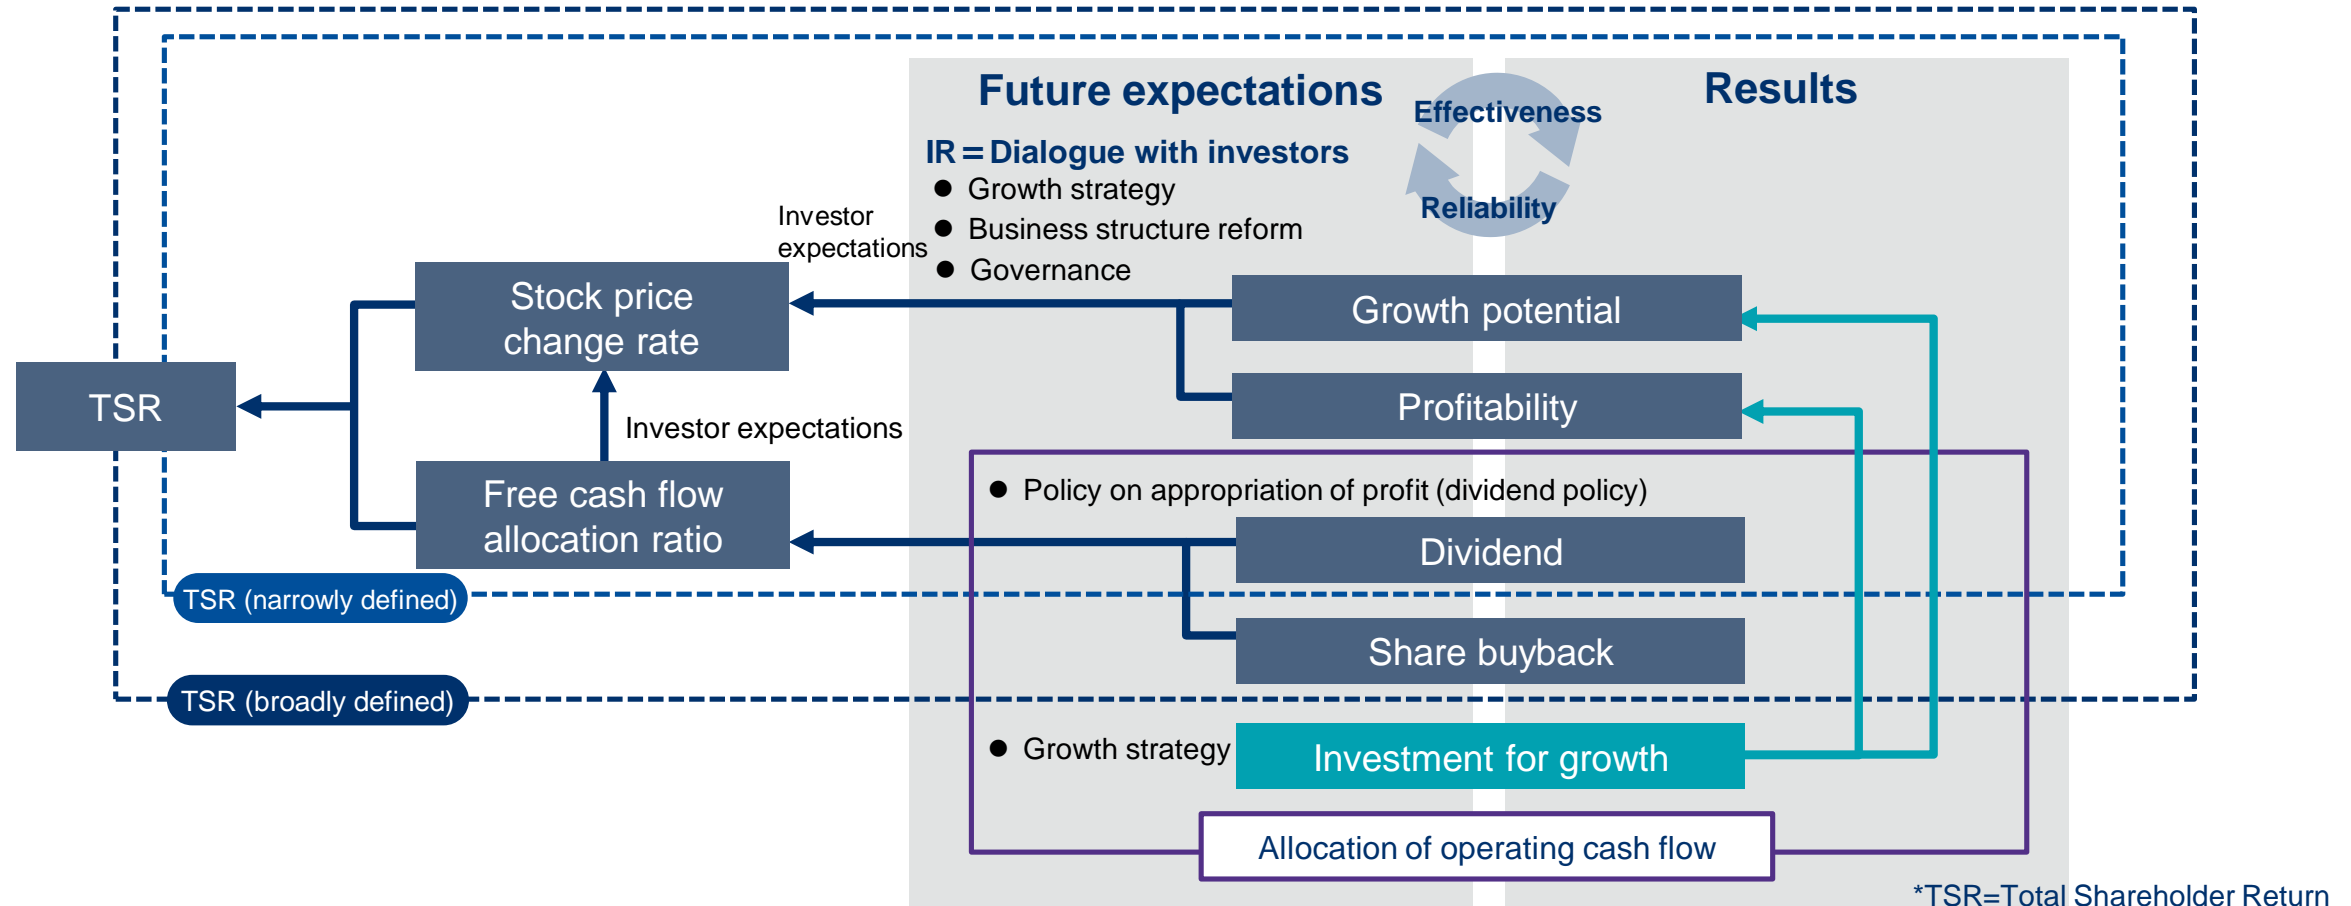 Future expectations
Results
Effectiveness
Reliability
IR＝Dialogue with investors
● Growth strategy
● Business structure reform
● Governance
Investor
expectations
Stock price
change rate
Growth potential
TSR
Profitability
Investor expectations
Free cash flow
allocation ratio
● Policy on appropriation of profit (dividend policy)
Dividend
TSR (narrowly defined)
Share buyback
TSR (broadly defined)
● Growth strategy
Investment for growth
Allocation of operating cash flow
*TSR=Total Shareholder Return